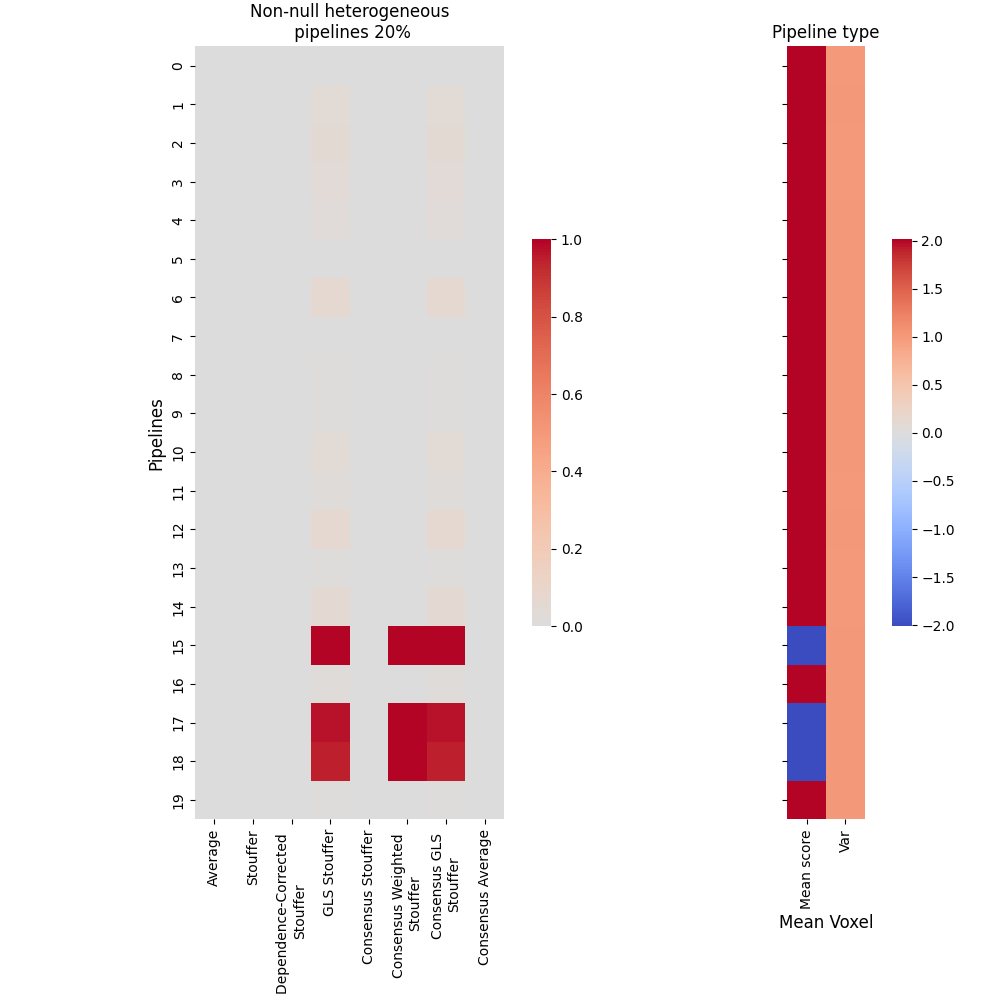 Non-null heterogeneous
pipelines 20%
Pipeline type
Pipelines
0
1
2
3
4
5
6
7
8
9
10
11
12
13
14
15
16
17
18
19
1.0
0.8
0.6
0.4
0.2
0.0
2.0
1.5
1.0
0.5
0.0
−0.5
−1.0
−1.5
−2.0
Average
Stouffer
Dependence-Corrected
Stouffer
GLS Stouffer
Consensus Stouffer
Consensus Weighted
Stouffer
Consensus GLS
Stouffer
Consensus Average
Mean score
Var
Mean Voxel